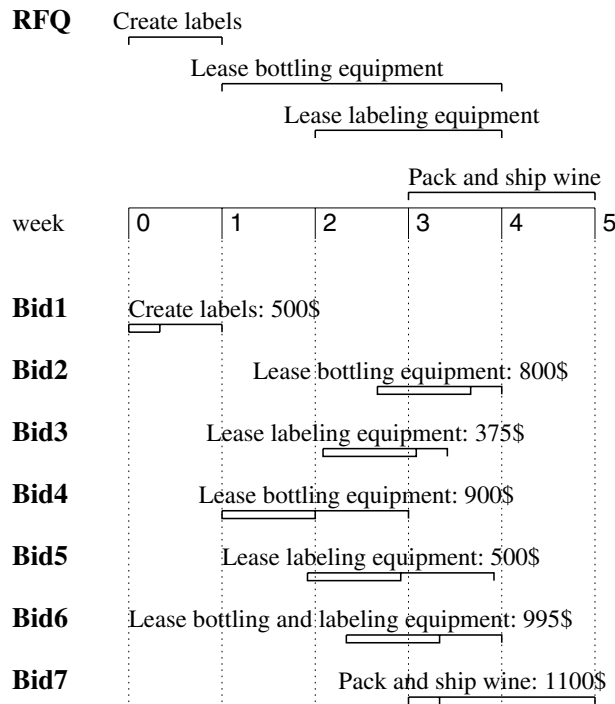 RFQ Create labels
Lease bottling equipment
Lease labeling equipment
Pack and ship wine
week 0 1 2 3 4 5
Bid1 Create labels: 500$
Bid2 Lease bottling equipment: 800$
Bid3 Lease labeling equipment: 375$
Bid4 Lease bottling equipment: 900$
Bid5 Lease labeling equipment: 500$
Bid6 Lease bottling and labeling equipment: 995$
Bid7 Pack and ship wine: 1100$